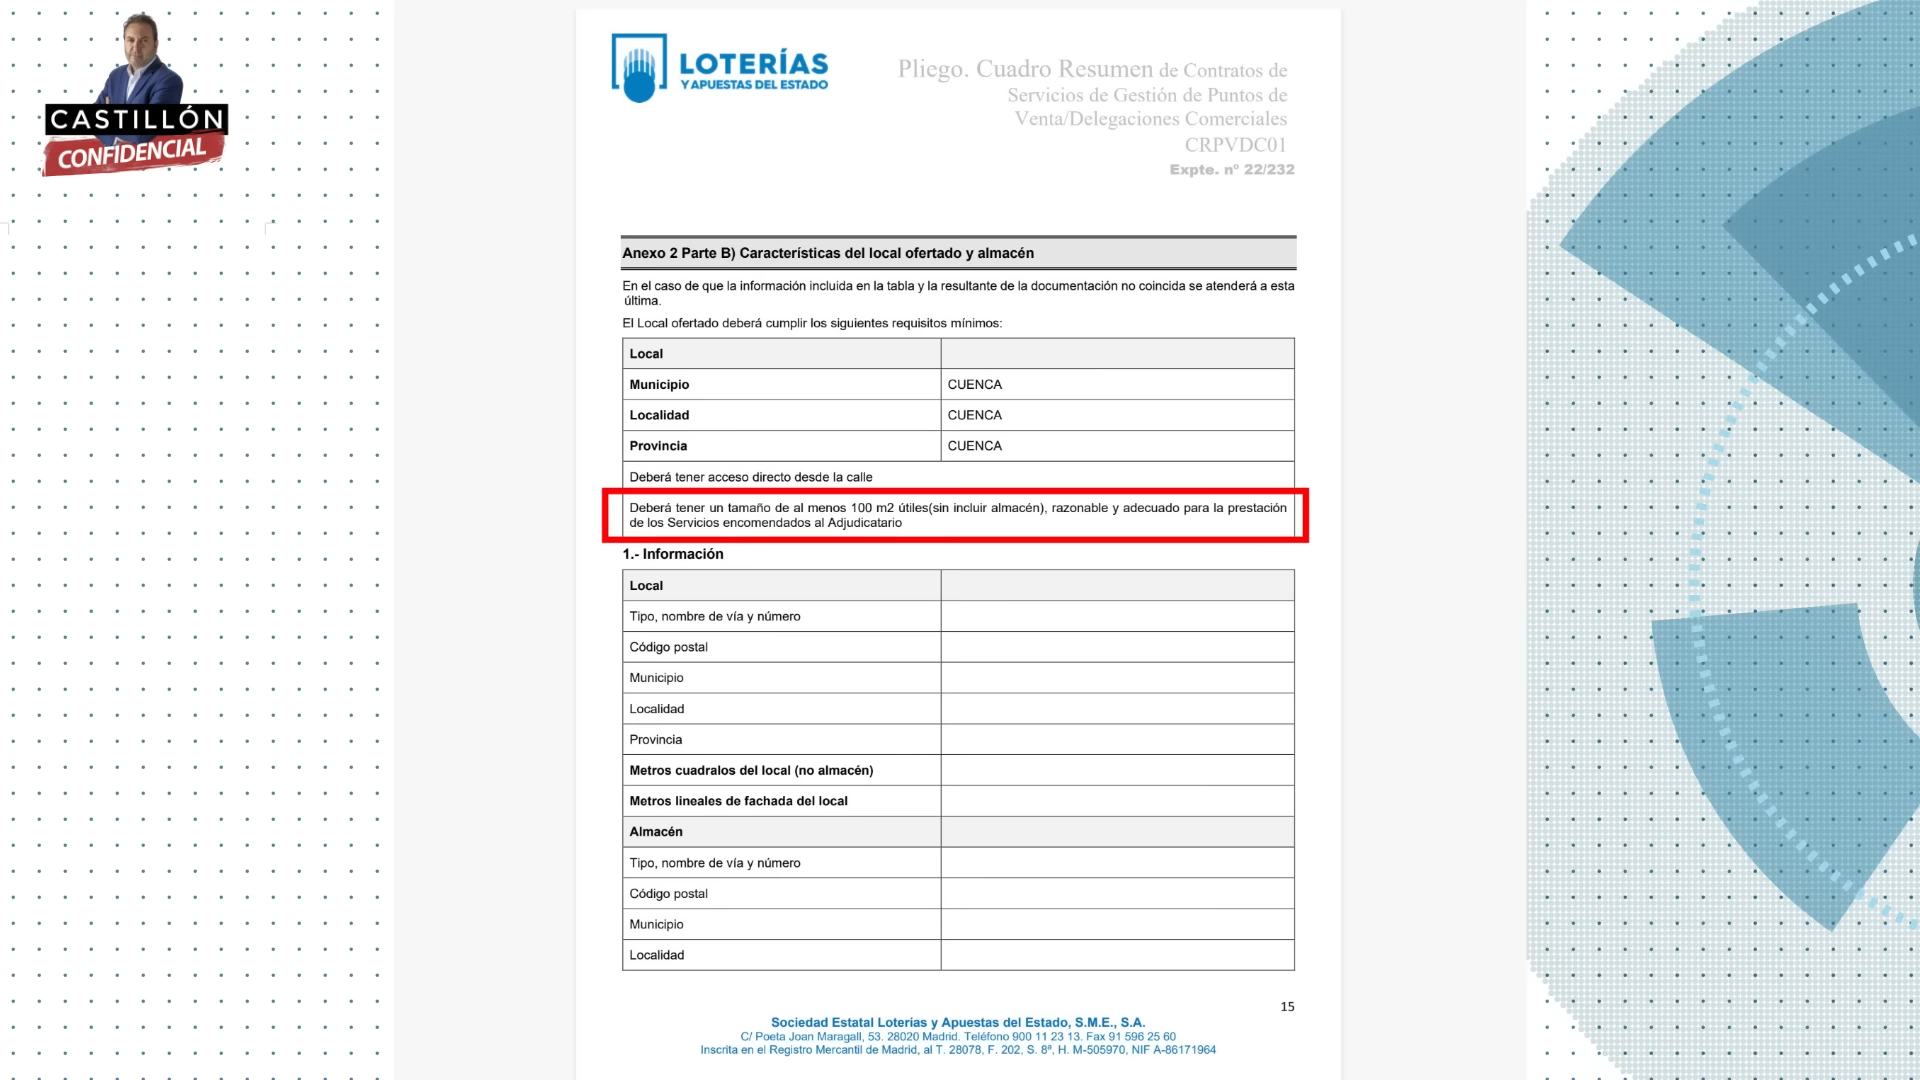 CASTILLÓN
CONFIDENCIAL
LOTERÍAS
Y APUESTAS DEL ESTADO
Pliego. Cuadro Resumen de Contratos de
Servicios de Gestión de Puntos de
Venta/Delegaciones Comerciales
CRPVDC01
Expte. nº 22/232
Anexo 2 Parte B) Características del local ofertado y almacén
En el caso de que la información incluida en la tabla y la resultante de la documentación no coincida se atenderá a esta
última.
El Local ofertado deberá cumplir los siguientes requisitos mínimos:
Local
Municipio CUENCA
Localidad CUENCA
Provincia CUENCA
Deberá tener acceso directo desde la calle
Deberá tener un tamaño de al menos 100 m2 útiles(sin incluir almacén), razonable y adecuado para la prestación
de los Servicios encomendados al Adjudicatario
1.- Información
Local
Tipo, nombre de vía y número
Código postal
Municipio
Localidad
Provincia
Metros cuadralos del local (no almacén)
Metros lineales de fachada del local
Almacén
Tipo, nombre de vía y número
Código postal
Municipio
Localidad
15
Sociedad Estatal Loterias y Apuestas del Estado, S.M.E., S.A.
C/ Poeta Joan Maragall, 53. 28020 Madrid. Teléfono 900 11 23 13. Fax 91 596 25 60
Inscrita en el Registro Mercantil de Madrid, al T. 28078, F. 202, S. 8ª, H. M-505970, NIF A-86171964